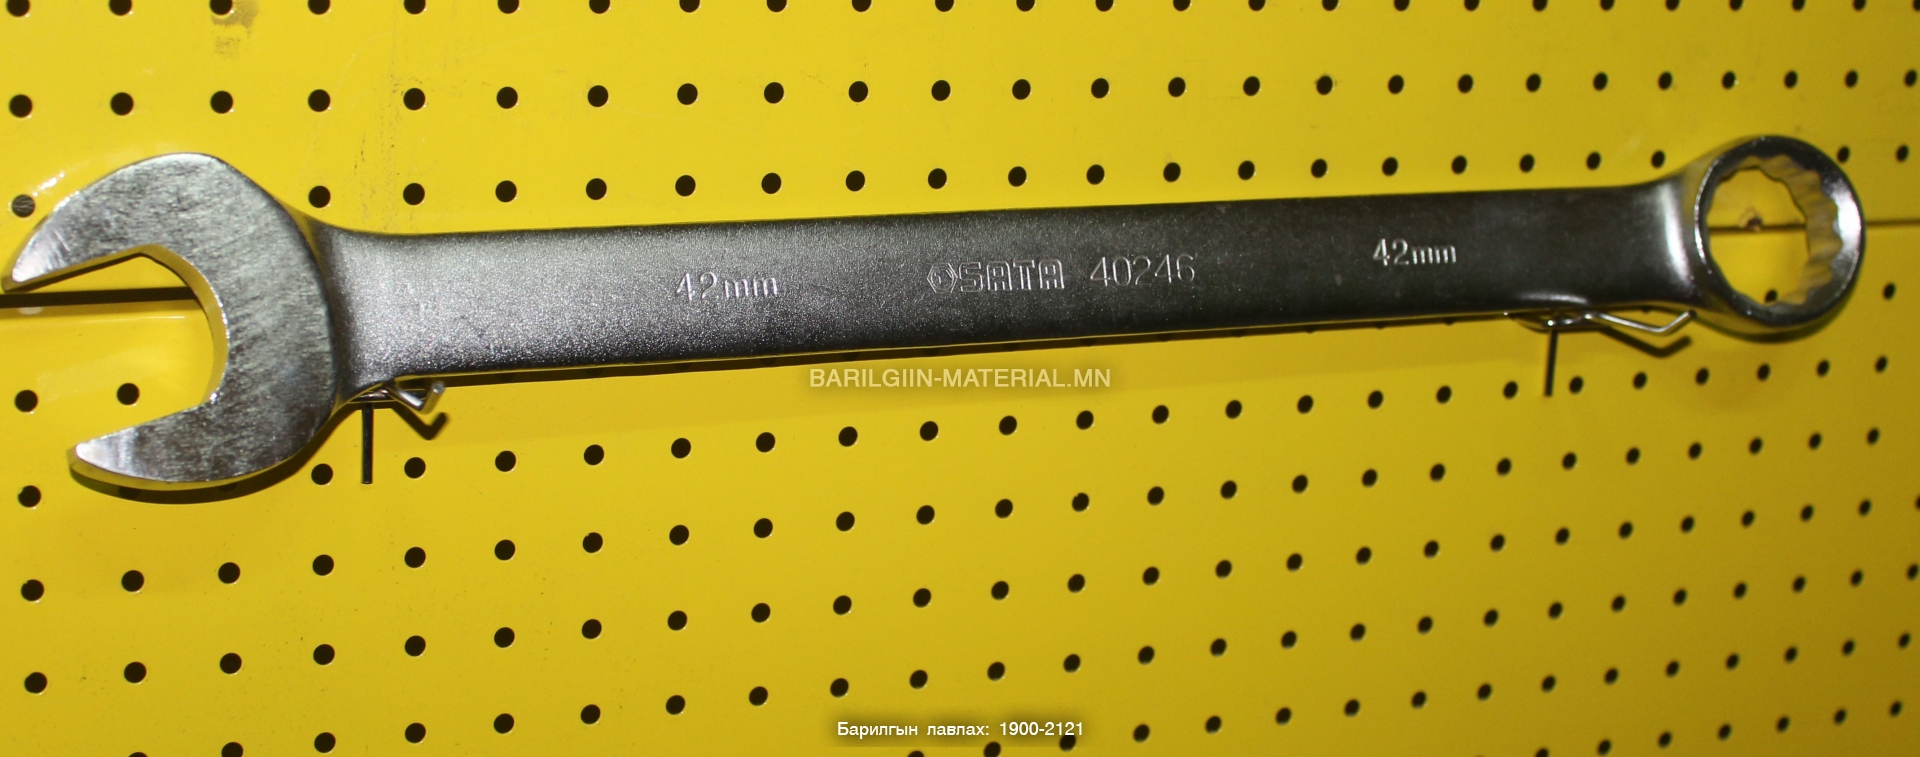 42mm SATA 40246 42mm
BARILGIIN-MATERIAL.MN
Барилгын лавлах: 1900-2121